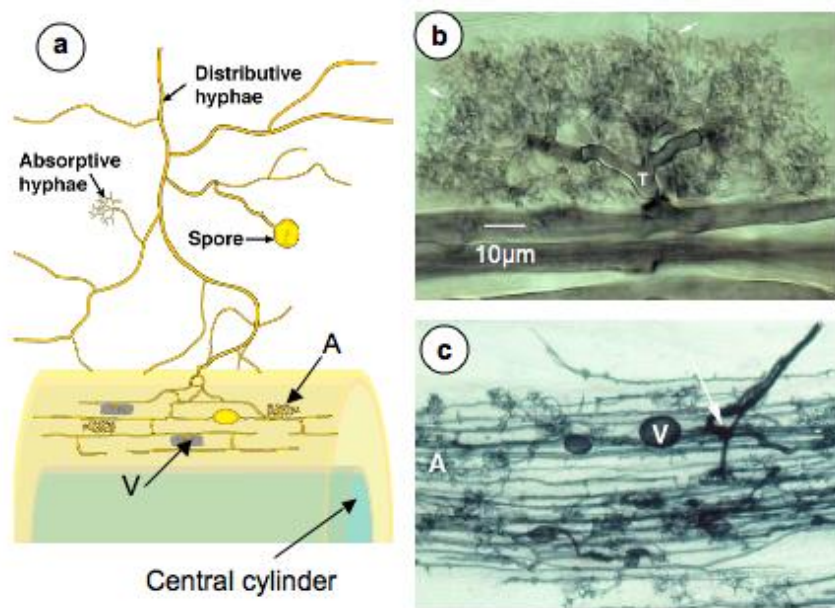 a
Distributive
hyphae
Absorptive
hyphae
Spore
A
V
Central cylinder
b
T
10µm
c
V
A